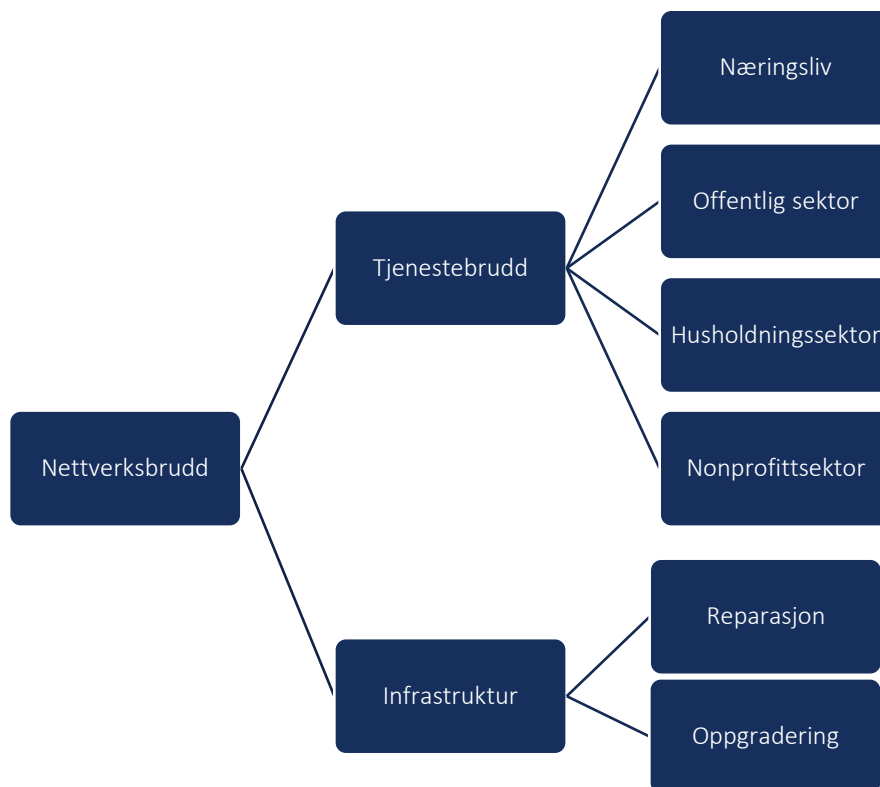 Næringsliv
Offentlig sektor
Tjenestebrudd
Husholdningssektor
Nettverksbrudd
Nonprofittsektor
Reparasjon
Infrastruktur
Oppgradering